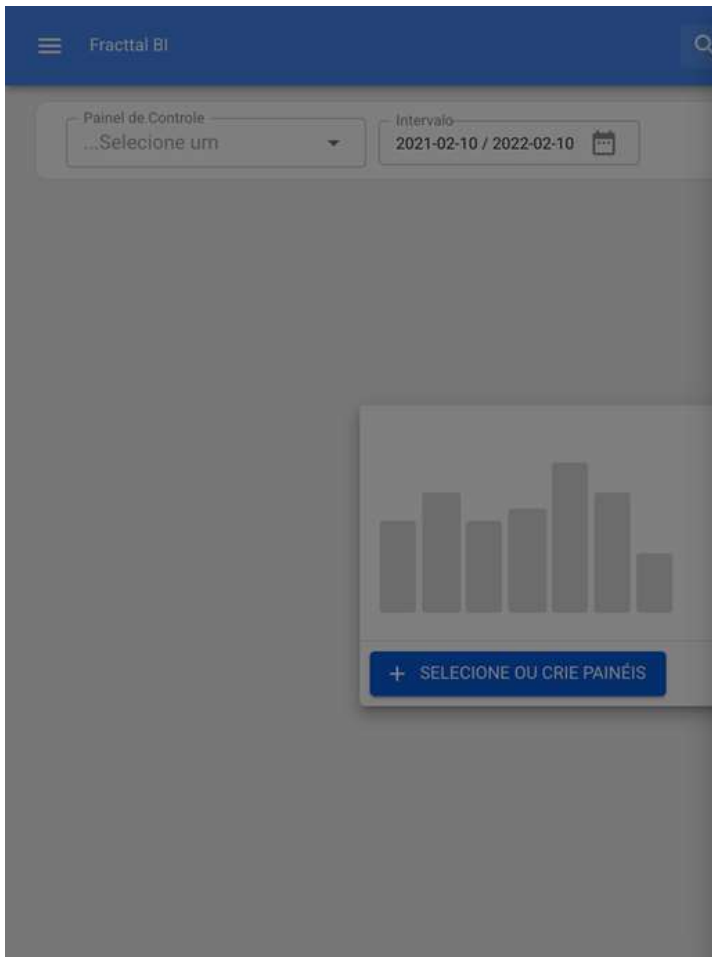 Fracttal BI
Painel de Controle
...Selecione um
Intervalo
2021-02-10 / 2022-02-10
+ SELECIONE OU CRIE PAINÉIS